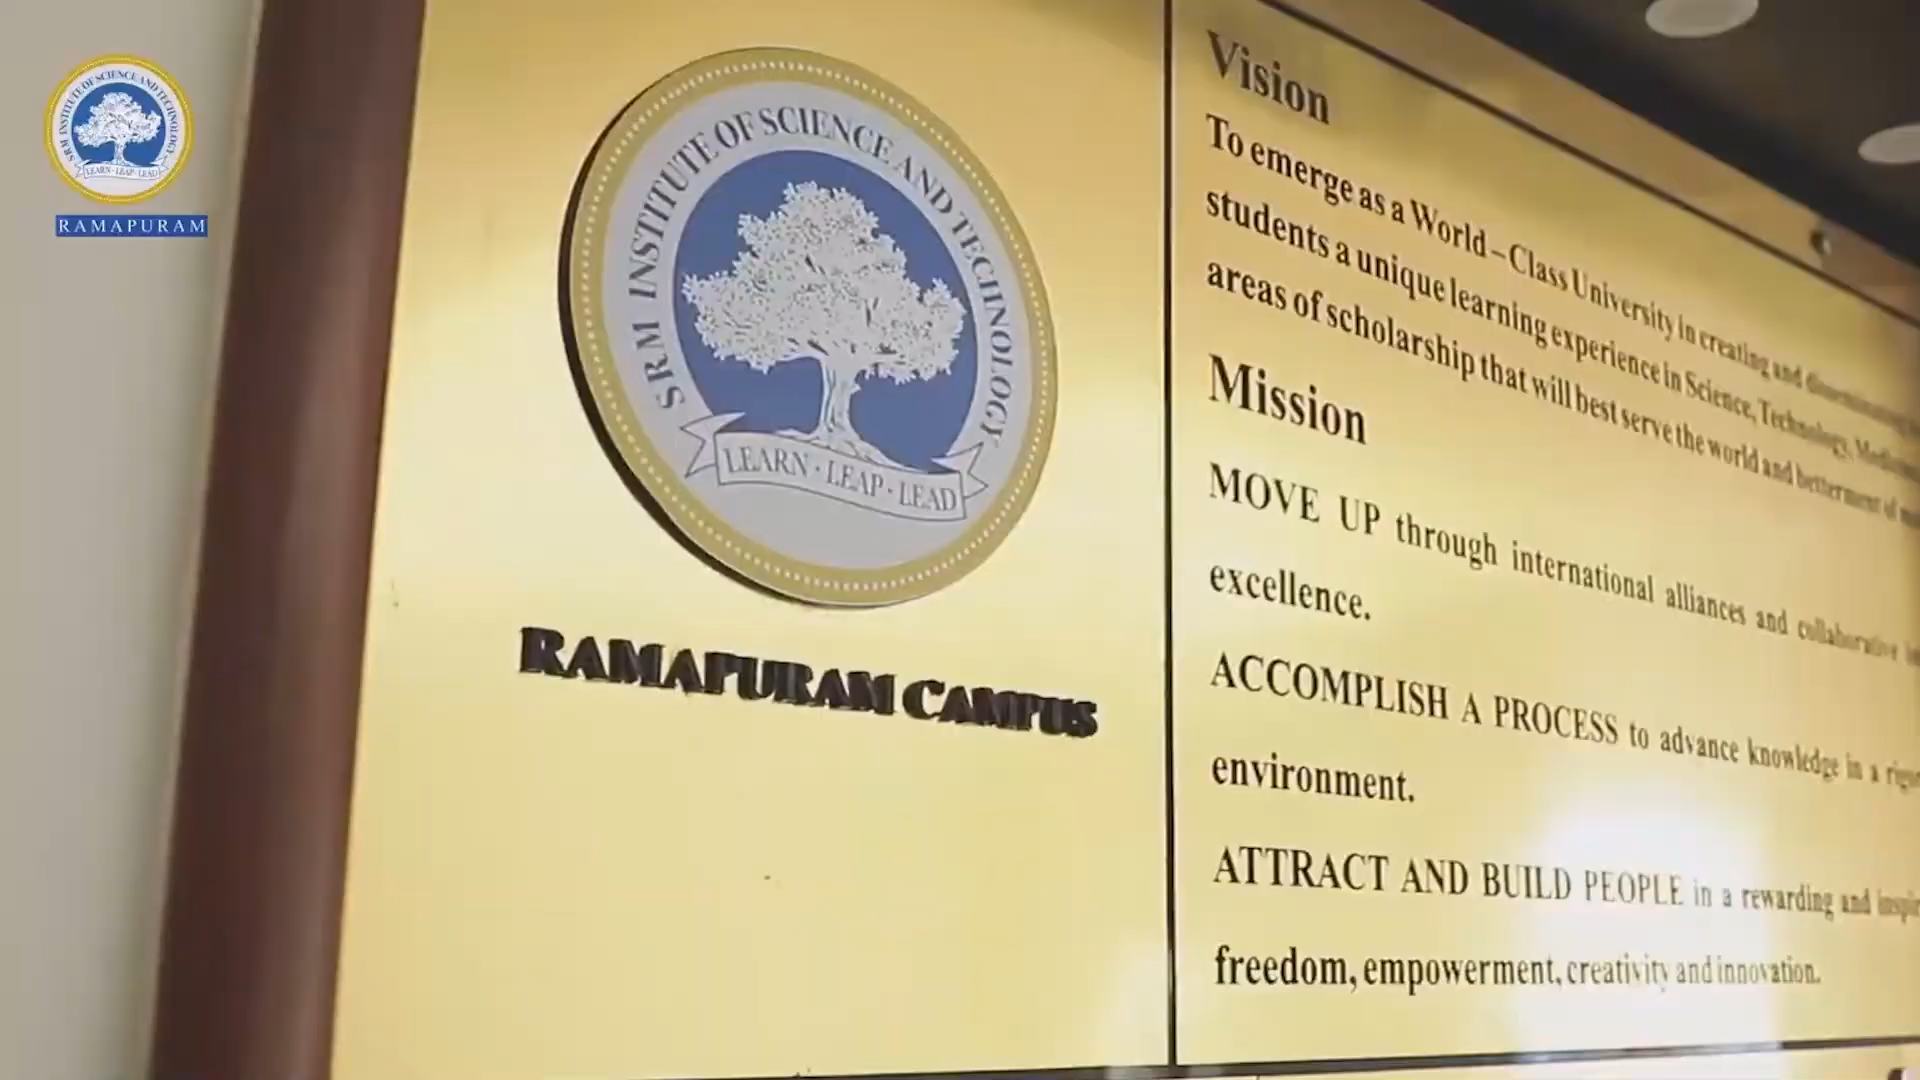 SRM INSTITUTE OF SCIENCE AND TECHNOLOGY
LEARN · LEAP · LEAD
RAMAPURAM
SRM INSTITUTE OF SCIENCE AND TECHNOLOGY
LEARN · LEAP · LEAD
RAMAPURAM CAMPUS
Vision
To emerge as a World – Class University in creating and disseminating
students a unique learning experience in Science, Technology,
areas of scholarship that will best serve the world and betterment of
Mission
MOVE UP through international alliances and collaborative
excellence.
ACCOMPLISH A PROCESS to advance knowledge in a
environment.
ATTRACT AND BUILD PEOPLE in a rewarding and
freedom, empowerment, creativity and innovation.